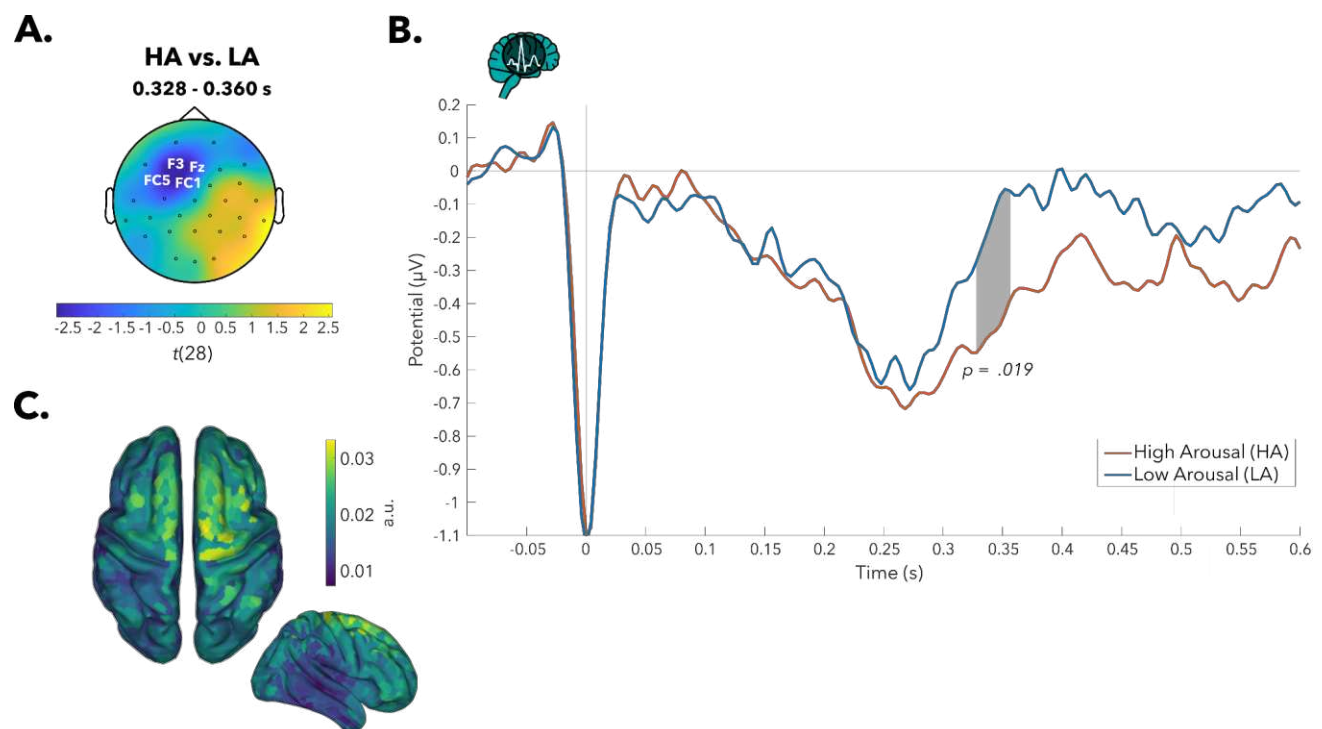 A.
HA vs. LA
0.328 - 0.360 s
F3 Fz
FC5 FC1
-2.5 -2 -1.5 -1 -0.5 0 0.5 1 1.5 2 2.5
t(28)
B.
0.2
0.1
0
-0.1
-0.2
-0.3
-0.4
-0.5
-0.6
-0.7
-0.8
-0.9
-1
-1.1
Potential (μV)
p = .019
High Arousal (HA)
Low Arousal (LA)
-0.05 0 0.05 0.1 0.15 0.2 0.25 0.3 0.35 0.4 0.45 0.5 0.55 0.6
Time (s)
C.
0.03
0.02
0.01
a.u.